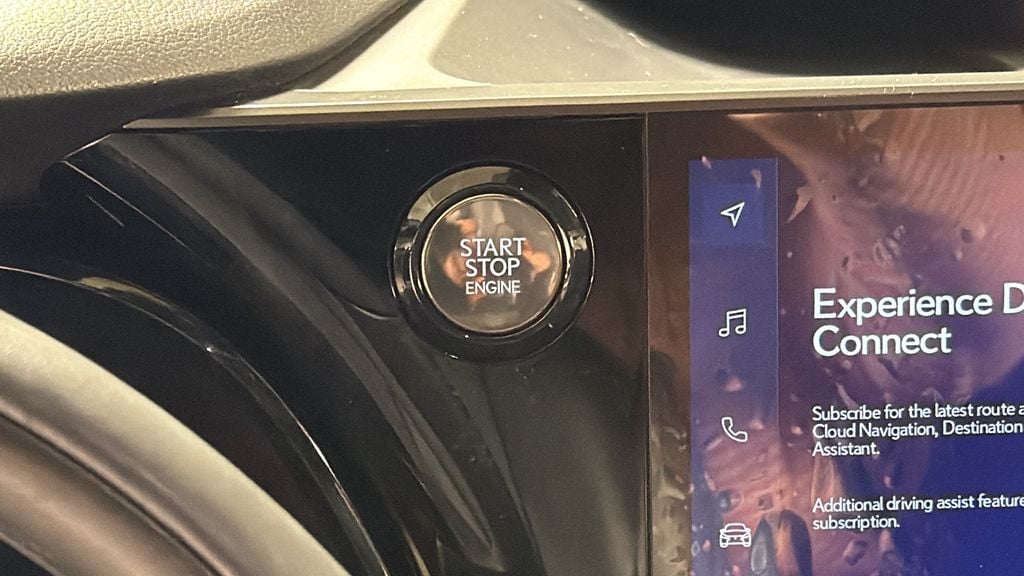 START
STOP
ENGINE
Experience D
Connect
Subscribe for the latest route a
Cloud Navigation, Destination
Assistant.
Additional driving assist feature
subscription.